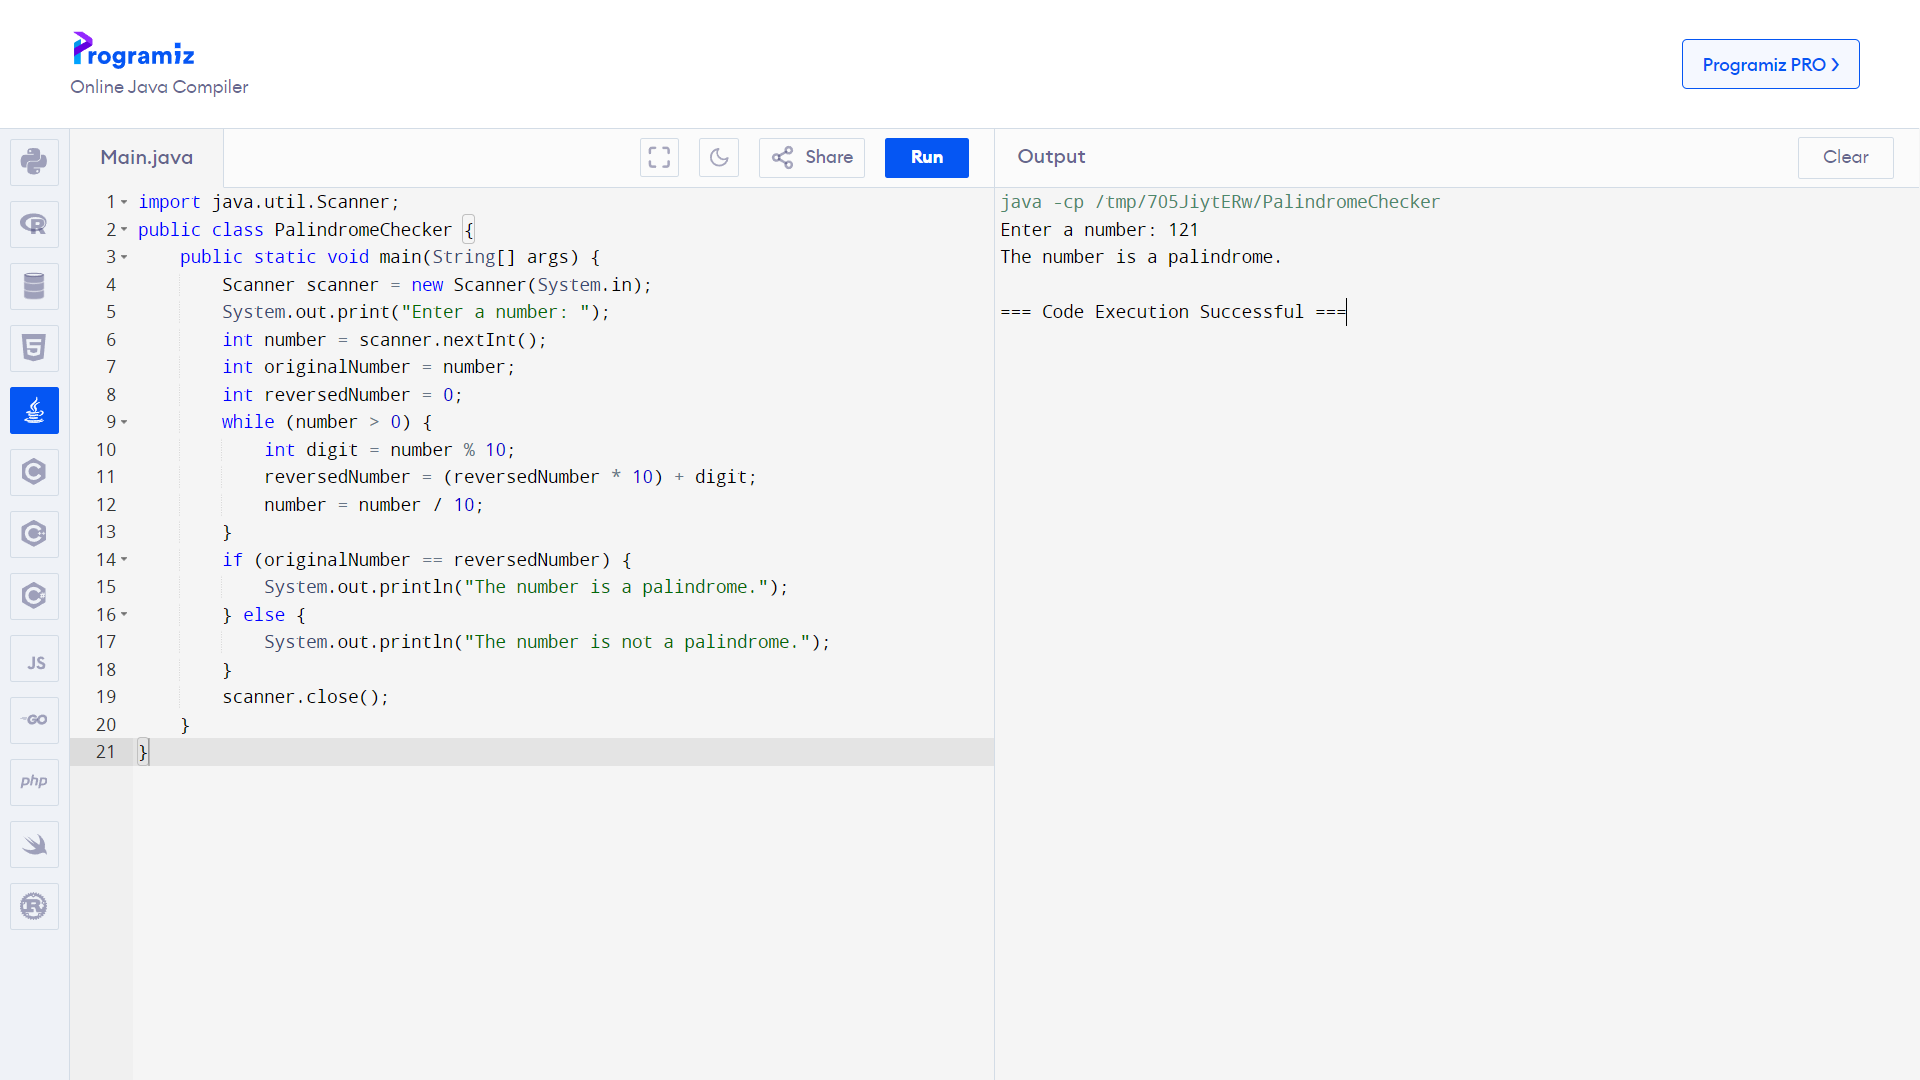 Programiz
Online Java Compiler
Programiz PRO >
Main.java
Share
Run
Output
Clear
1 import java.util.Scanner;
2 public class PalindromeChecker {
3     public static void main(String[] args) {
4         Scanner scanner = new Scanner(System.in);
5         System.out.print("Enter a number: ");
6         int number = scanner.nextInt();
7         int originalNumber = number;
8         int reversedNumber = 0;
9         while (number > 0) {
10             int digit = number % 10;
11             reversedNumber = (reversedNumber * 10) + digit;
12             number = number / 10;
13         }
14         if (originalNumber == reversedNumber) {
15             System.out.println("The number is a palindrome.");
16         } else {
17             System.out.println("The number is not a palindrome.");
18         }
19         scanner.close();
20     }
21 }
java -cp /tmp/7O5JiytERw/PalindromeChecker
Enter a number: 121
The number is a palindrome.
=== Code Execution Successful ===
R
5
C
C
C
JS
GO
php
R